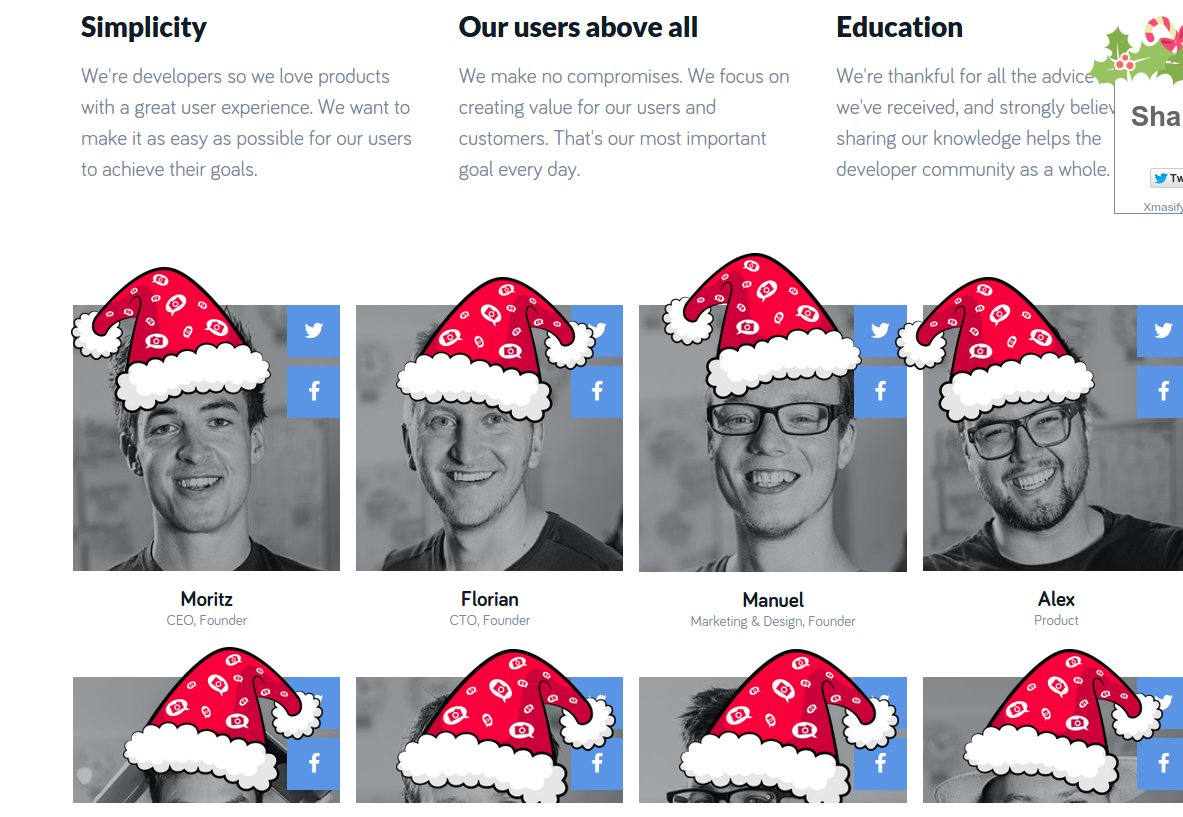 Simplicity
We're developers so we love products
with a great user experience. We want to
make it as easy as possible for our users
to achieve their goals.
Our users above all
We make no compromises. We focus on
creating value for our users and
customers. That's our most important
goal every day.
Education
We're thankful for all the advice
we've received, and strongly believ
sharing our knowledge helps the
developer community as a whole.
Sha
Tw
Xmasify
Moritz
CEO, Founder
Florian
CTO, Founder
Manuel
Marketing & Design, Founder
Alex
Product